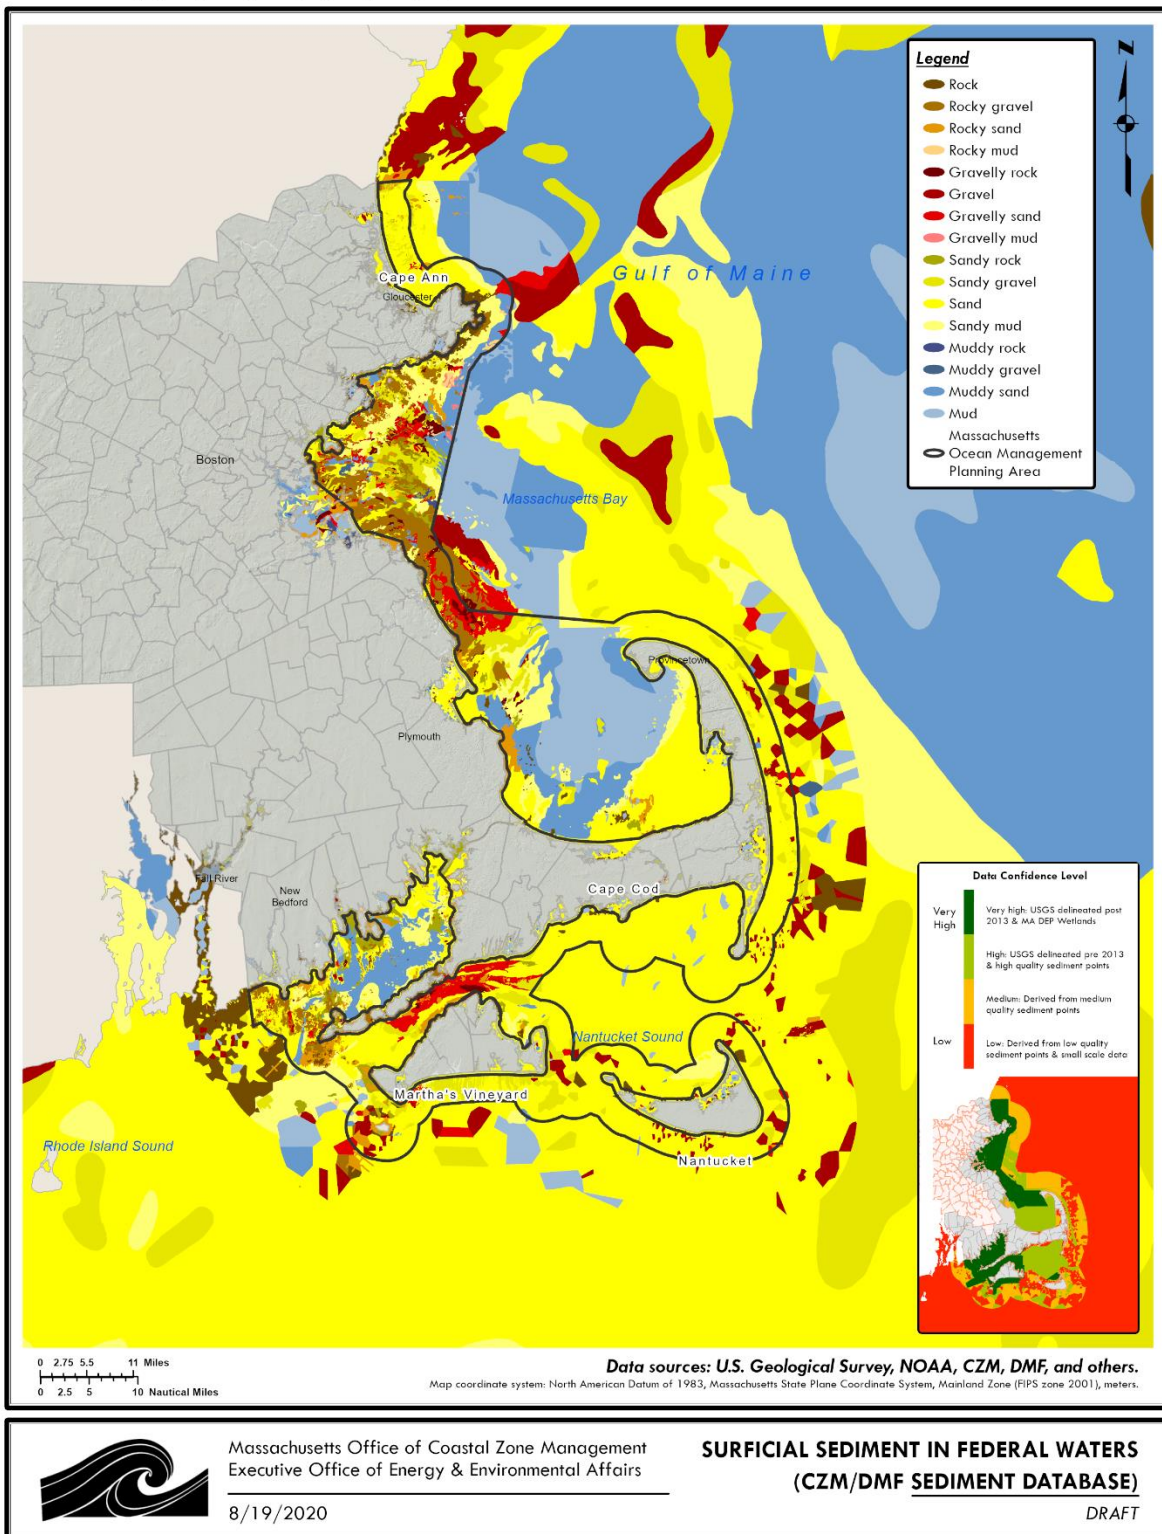 N
Legend
Rock
Rocky gravel
Rocky sand
Rocky mud
Gravelly rock
Gravel
Gravelly sand
Gravelly mud
Sandy rock
Sandy gravel
Sand
Sandy mud
Muddy rock
Muddy gravel
Muddy sand
Mud
Massachusetts
Ocean Management
Planning Area
Gulf of Maine
Cape Ann
Gloucester
Boston
Massachusetts Bay
Provincetown
Plymouth
Fall River
New
Bedford
Cape Cod
Nantucket Sound
Martha's Vineyard
Nantucket
Rhode Island Sound
Data Confidence Level
Very
High
Very high: USGS delineated post
2013 & MA DEP Wetlands
High: USGS delineated pre 2013
& high quality sediment points
Medium: Derived from medium
quality sediment points
Low
Low: Derived from low quality
sediment points & small scale data
0 2.75 5.5 11 Miles
0 2.5 5 10 Nautical Miles
Data sources: U.S. Geological Survey, NOAA, CZM, DMF, and others.
Map coordinate system: North American Datum of 1983, Massachusetts State Plane Coordinate System, Mainland Zone (FIPS zone 2001), meters.
Massachusetts Office of Coastal Zone Management
Executive Office of Energy & Environmental Affairs
8/19/2020
SURFICIAL SEDIMENT IN FEDERAL WATERS
(CZM/DMF SEDIMENT DATABASE)
DRAFT